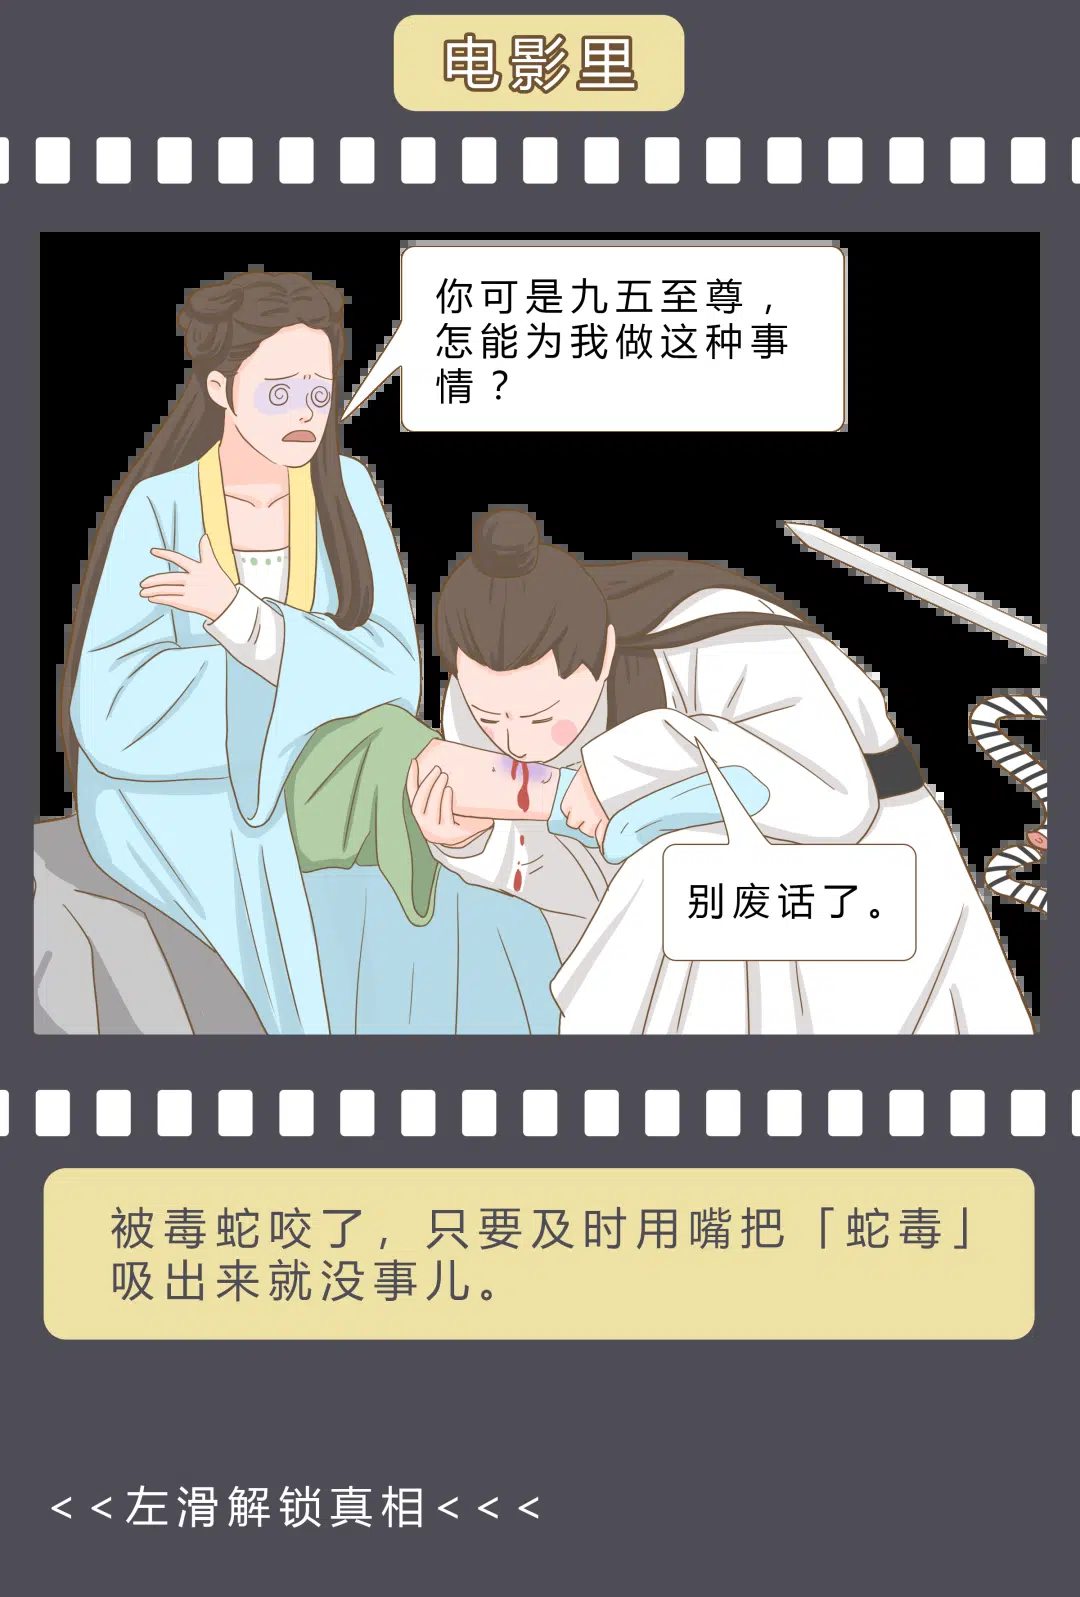 电影里
你可是九五至尊，
怎能为我做这种事
情？
别废话了。
被毒蛇咬了，只要及时用嘴把「蛇毒」
吸出来就没事儿。
<<左滑解锁真相<<<